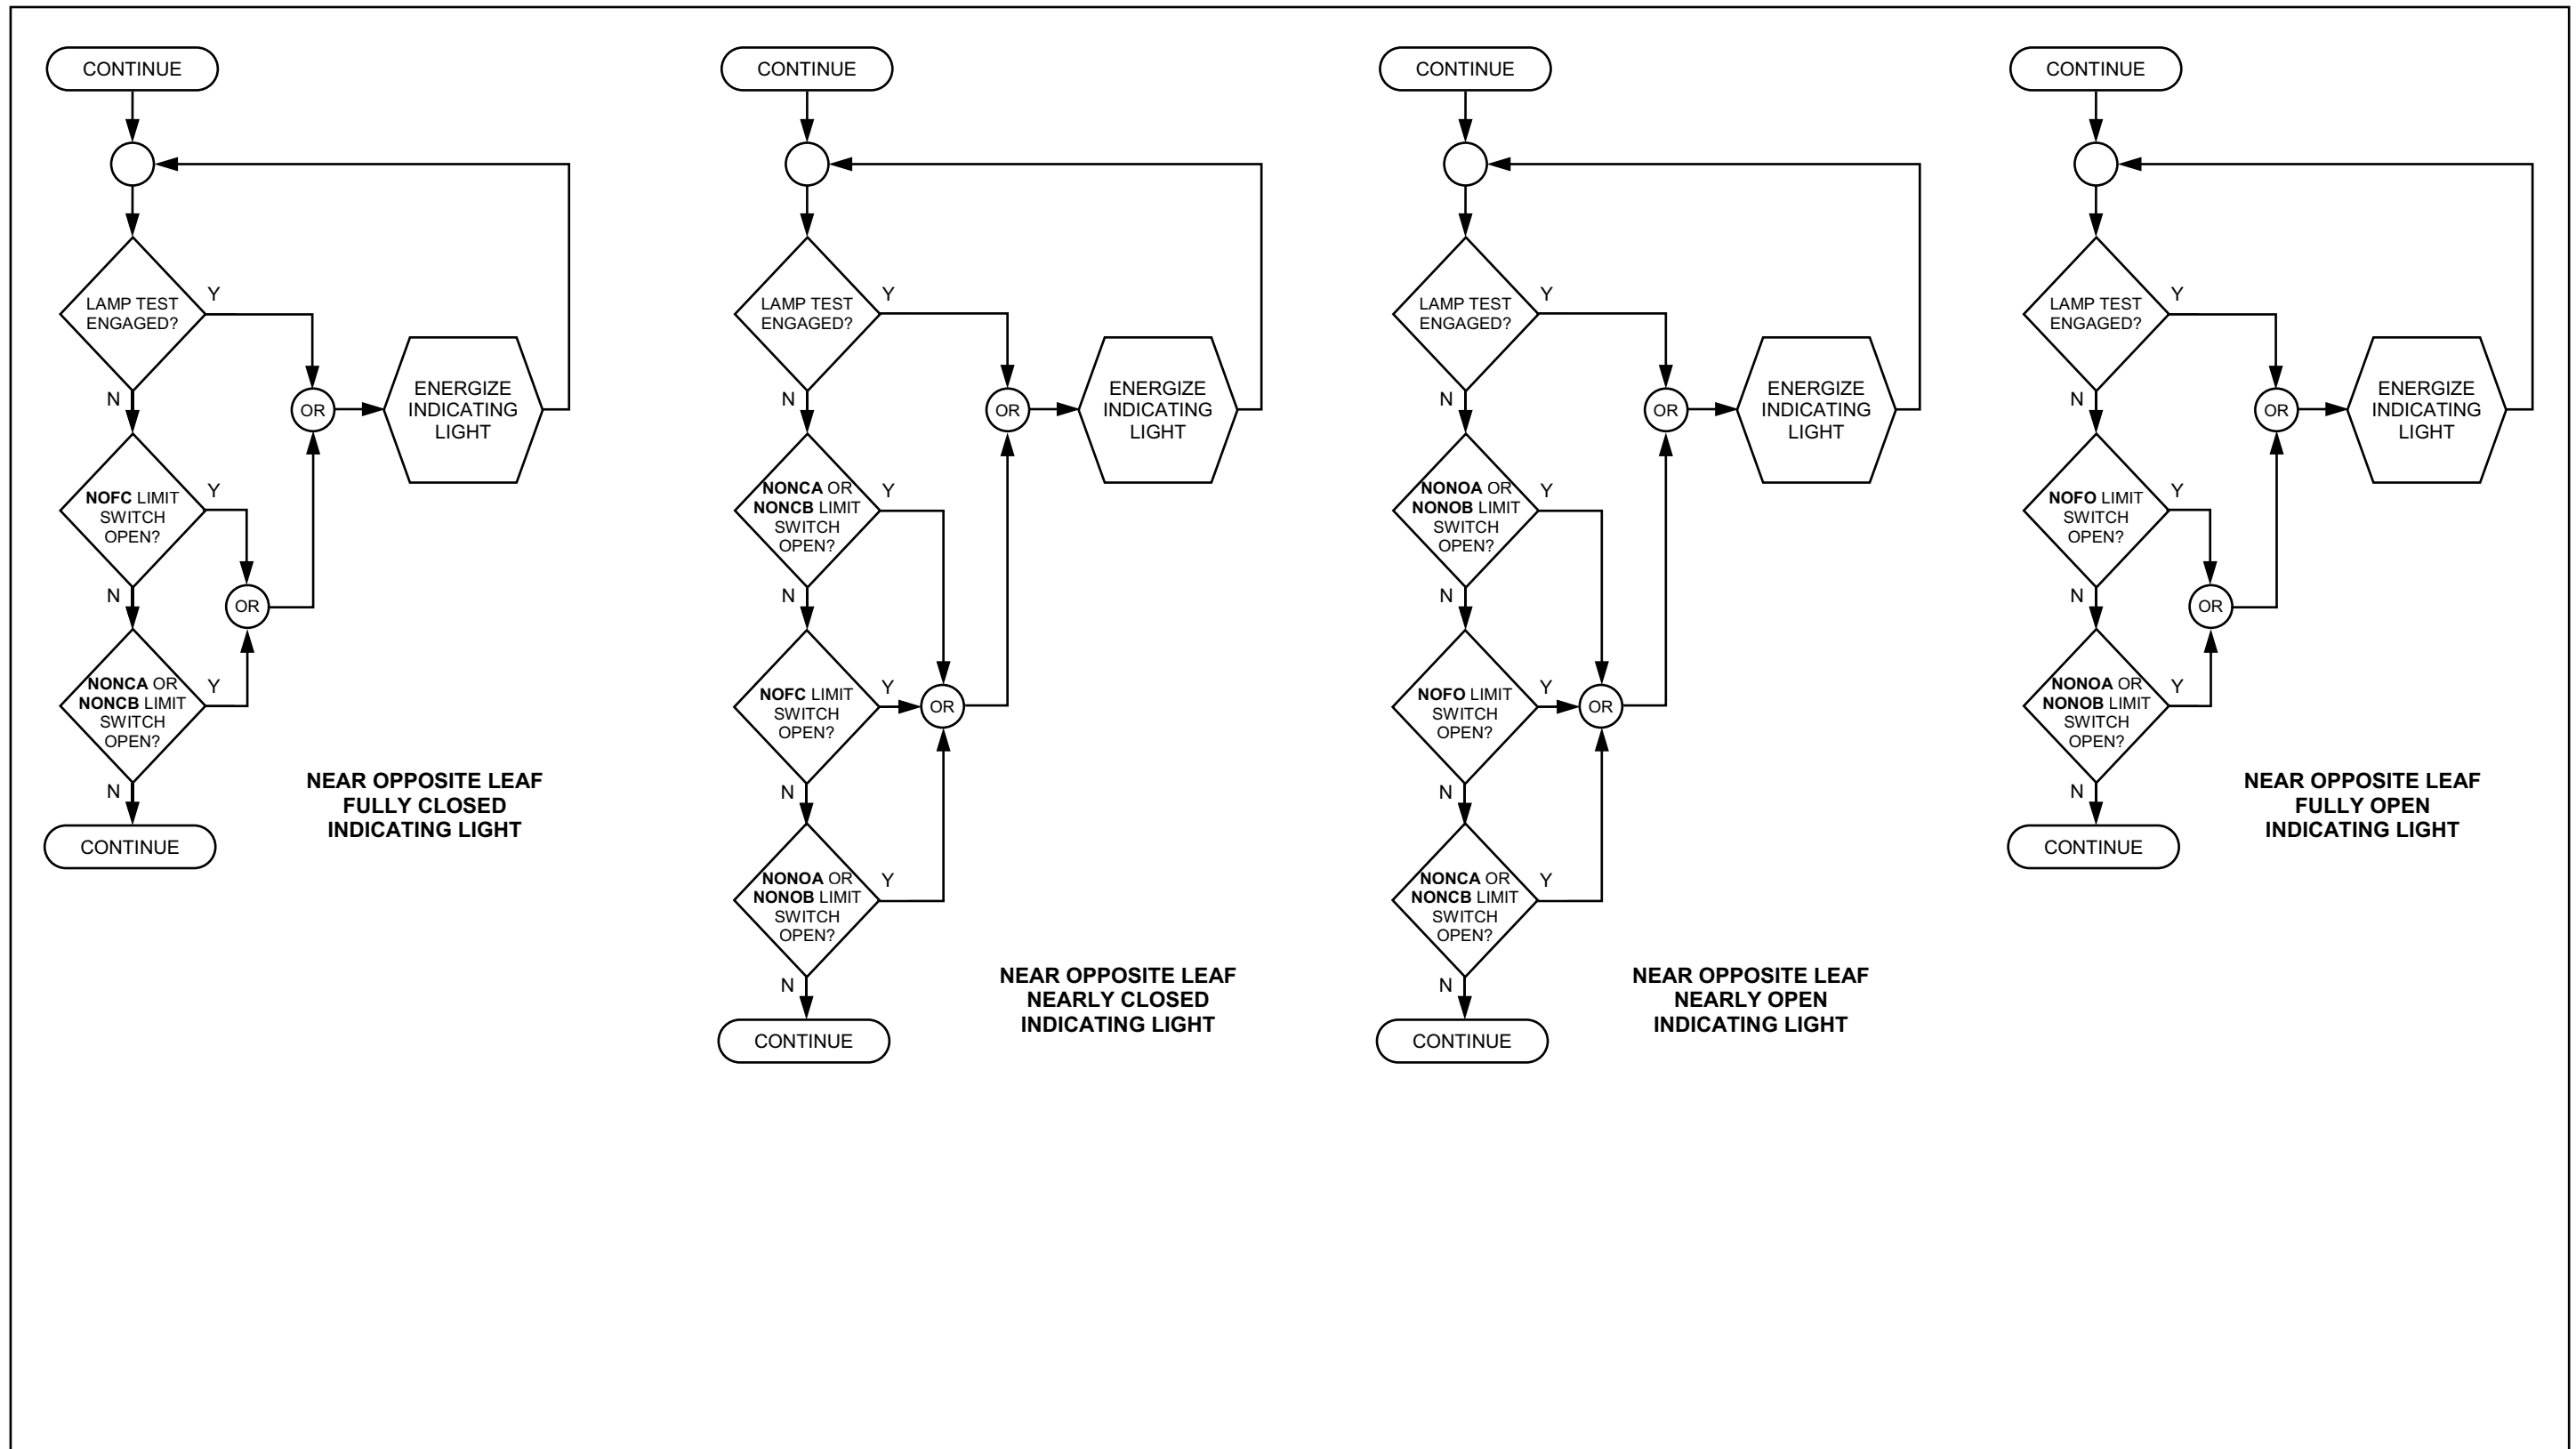 CONTINUE
LAMP TEST
ENGAGED?
Y
N
OR
ENERGIZE
INDICATING
LIGHT
NOFC LIMIT
SWITCH
OPEN?
Y
N
OR
NONCA OR
NONCB LIMIT
SWITCH
OPEN?
Y
N
CONTINUE
NEAR OPPOSITE LEAF
FULLY CLOSED
INDICATING LIGHT
CONTINUE
LAMP TEST
ENGAGED?
Y
N
OR
ENERGIZE
INDICATING
LIGHT
NONCA OR
NONCB LIMIT
SWITCH
OPEN?
Y
N
NOFC LIMIT
SWITCH
OPEN?
Y
OR
N
NONOA OR
NONOB LIMIT
SWITCH
OPEN?
Y
N
CONTINUE
NEAR OPPOSITE LEAF
NEARLY CLOSED
INDICATING LIGHT
CONTINUE
LAMP TEST
ENGAGED?
Y
N
OR
ENERGIZE
INDICATING
LIGHT
NONOA OR
NONOB LIMIT
SWITCH
OPEN?
Y
N
NOFO LIMIT
SWITCH
OPEN?
Y
OR
N
NONCA OR
NONCB LIMIT
SWITCH
OPEN?
Y
N
CONTINUE
NEAR OPPOSITE LEAF
NEARLY OPEN
INDICATING LIGHT
CONTINUE
LAMP TEST
ENGAGED?
Y
N
OR
ENERGIZE
INDICATING
LIGHT
NOFO LIMIT
SWITCH
OPEN?
Y
N
OR
NONOA OR
NONOB LIMIT
SWITCH
OPEN?
Y
N
CONTINUE
NEAR OPPOSITE LEAF
FULLY OPEN
INDICATING LIGHT